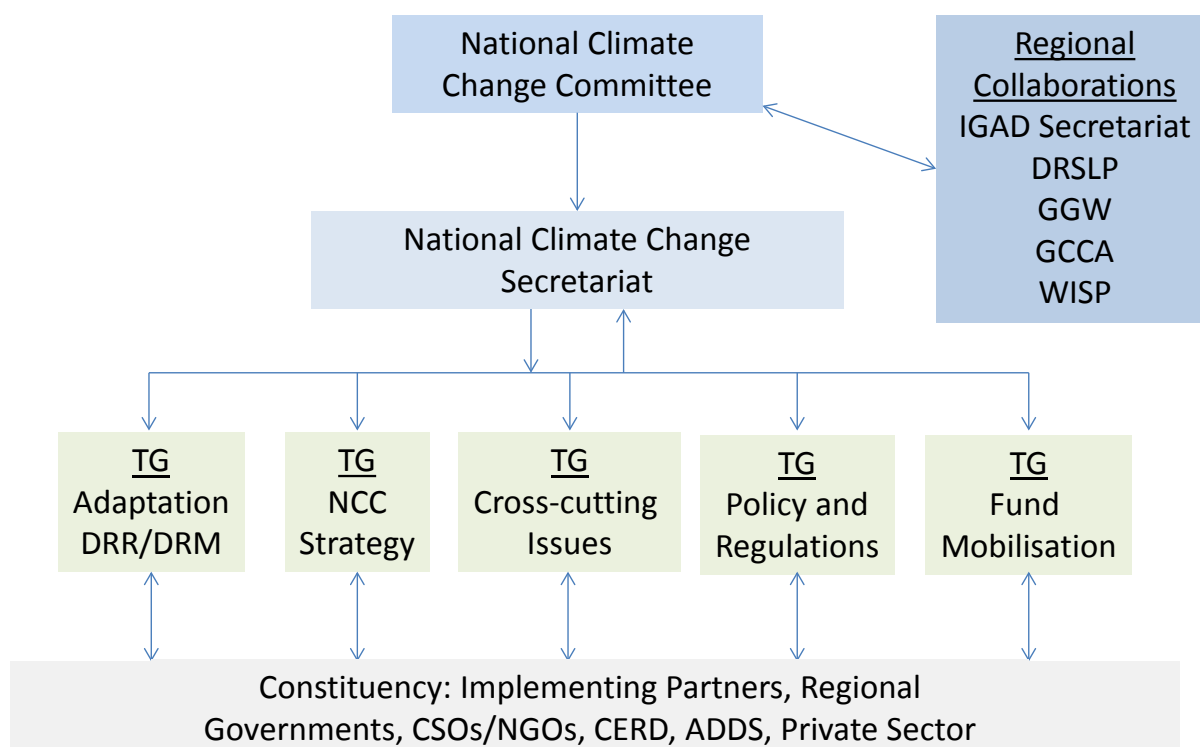 National Climate
Change Committee
Regional
Collaborations
IGAD Secretariat
DRSLP
GGW
GCCA
WISP
National Climate Change
Secretariat
TG
Adaptation
DRR/DRM
TG
NCC
Strategy
TG
Cross-cutting
Issues
TG
Policy and
Regulations
TG
Fund
Mobilisation
Constituency: Implementing Partners, Regional
Governments, CSOs/NGOs, CERD, ADDS, Private Sector